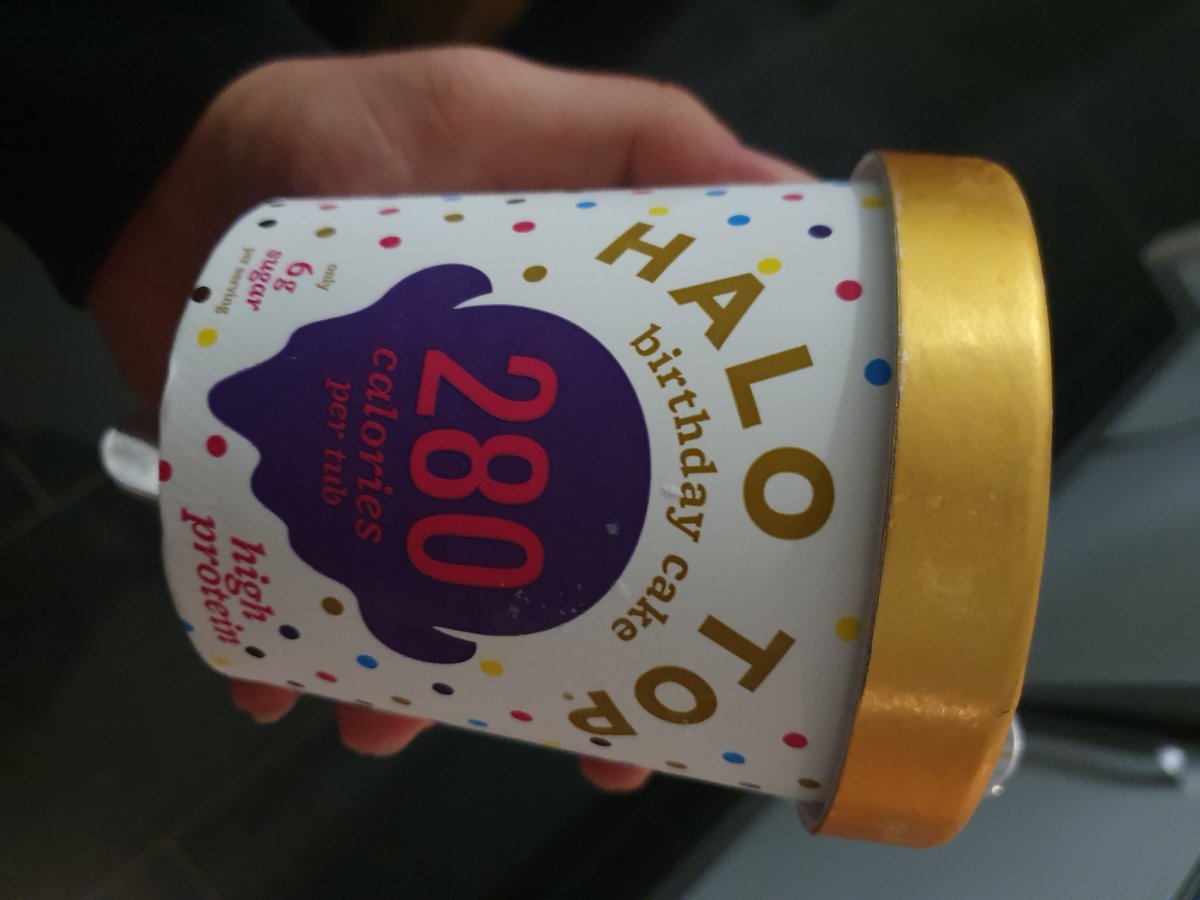 HALO TOP
birthday cake
280
calories
per tub
only
6g
sugar
per serving
high
protein